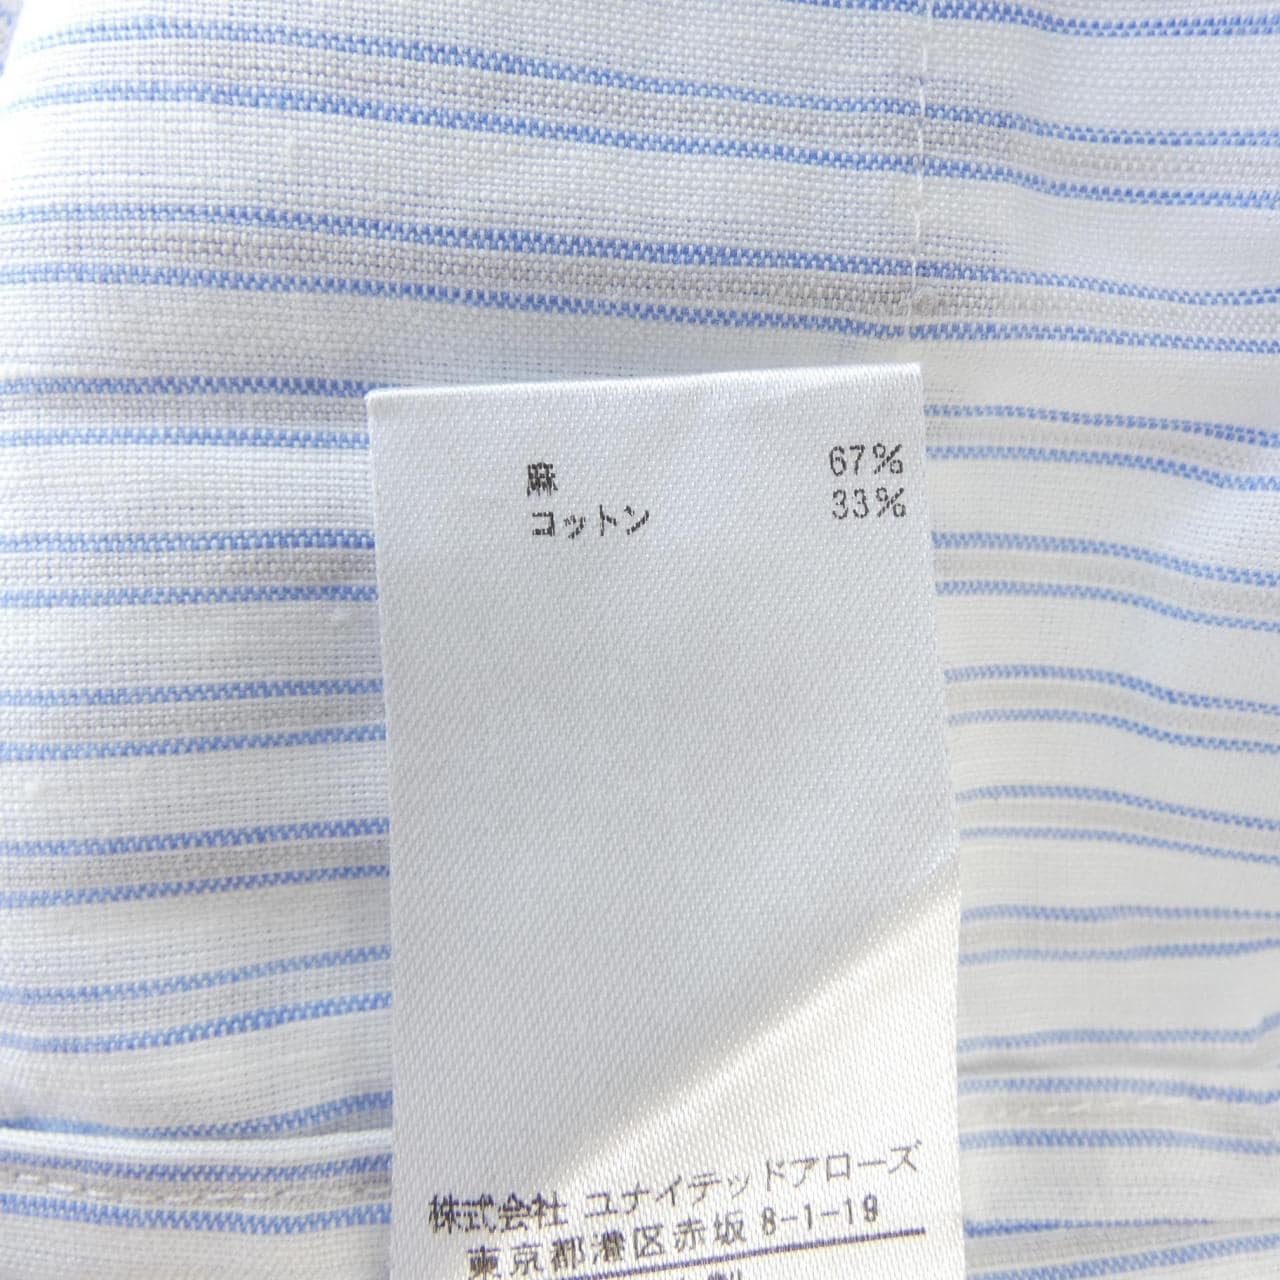 麻 67%
コットン 33%
株式会社 ユナイテッドアローズ
東京都港区赤坂 8-1-19